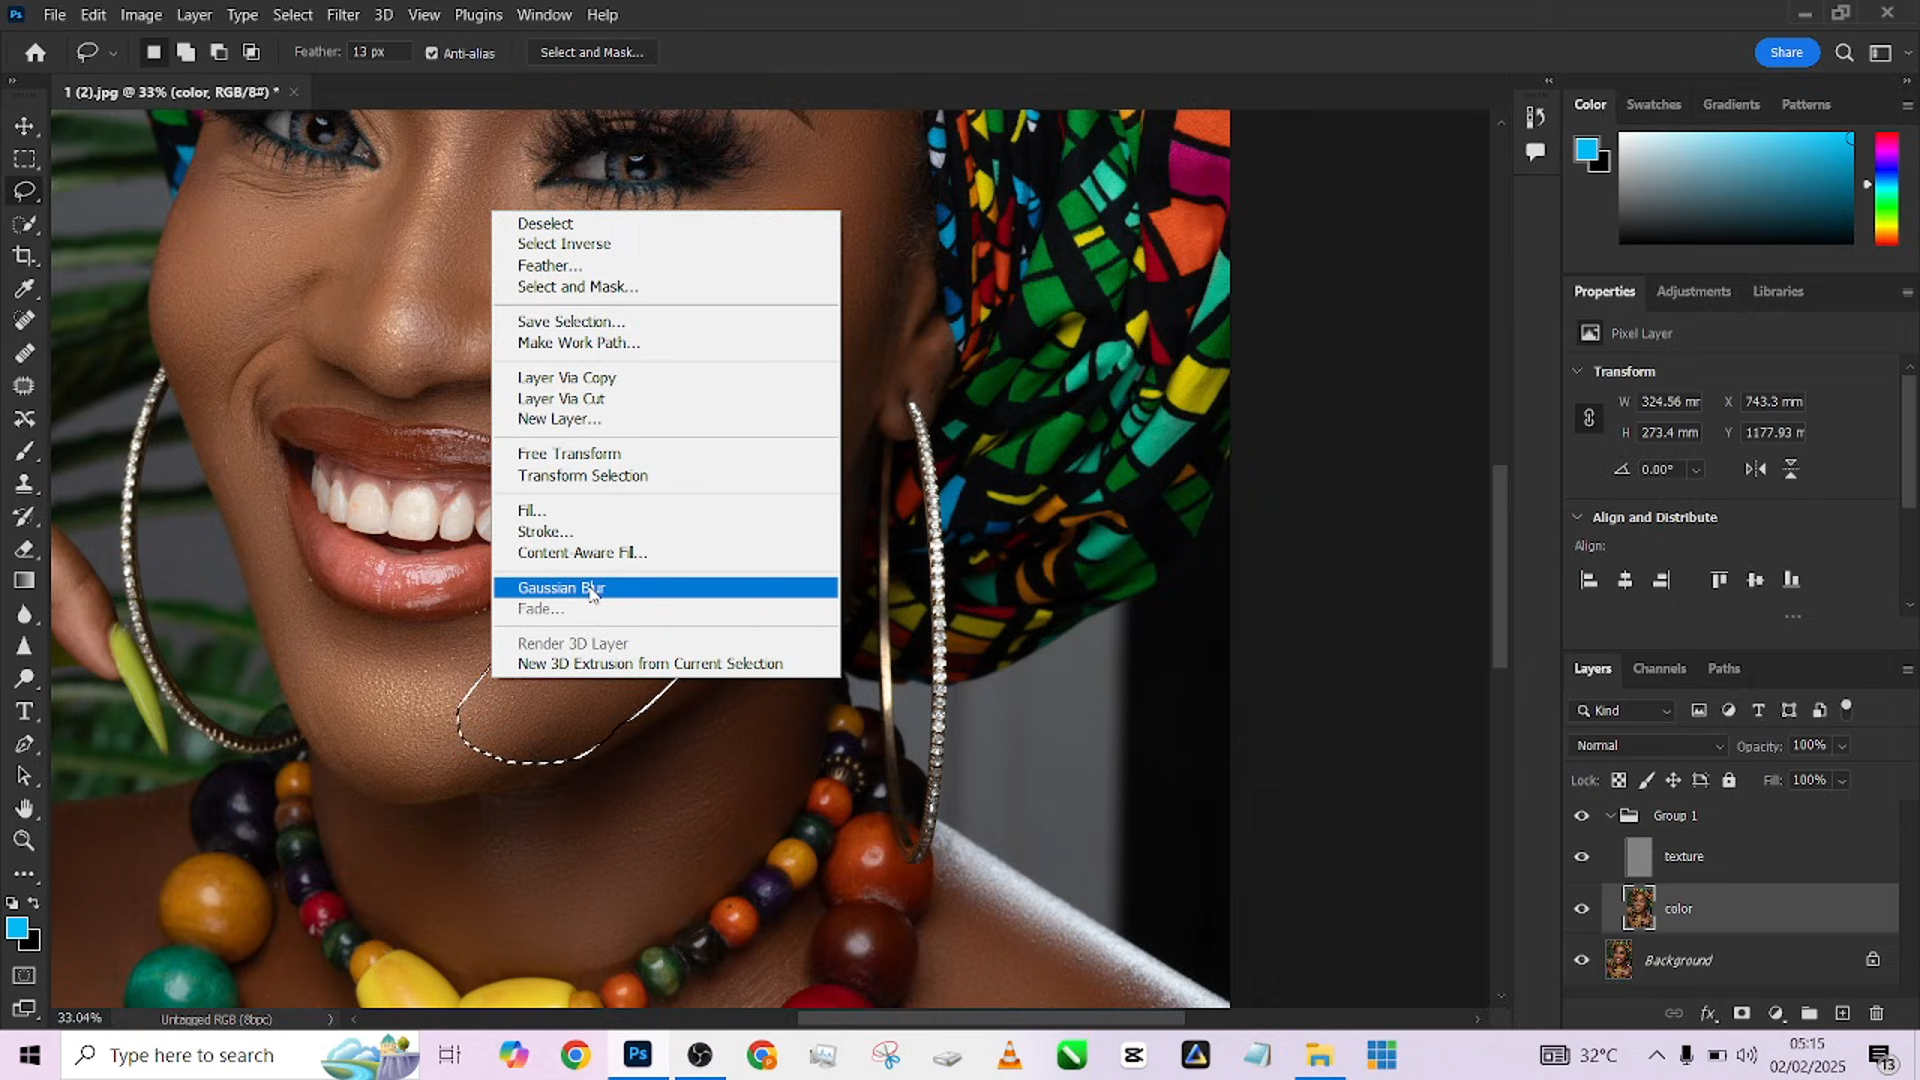 Ps File Edit Image Layer Type Select Filter 3D View Plugins Window Help
Feather: 13 px Anti-alias Select and Mask... Share
1 (2).jpg @ 33% (color, RGB/8#) *
Color Swatches Gradients Patterns
Deselect
Select Inverse
Feather...
Select and Mask...
Save Selection...
Make Work Path...
Layer Via Copy
Layer Via Cut
New Layer...
Free Transform
Transform Selection
Fill...
Stroke...
Content-Aware Fill...
Gaussian Blur
Fade...
Render 3D Layer
New 3D Extrusion from Current Selection
Properties Adjustments Libraries
Pixel Layer
Transform
W 324.56 mr X 743.3 mm
H 273.4 mm Y 1177.93 r
0.00°
Align and Distribute
Align:
Layers Channels Paths
Kind
Normal Opacity: 100%
Lock: Fill: 100%
Group 1
texture
color
Background
33.04% Untagged RGB (8bpc)
Type here to search
Ps
32°C
05:15
02/02/2025
13